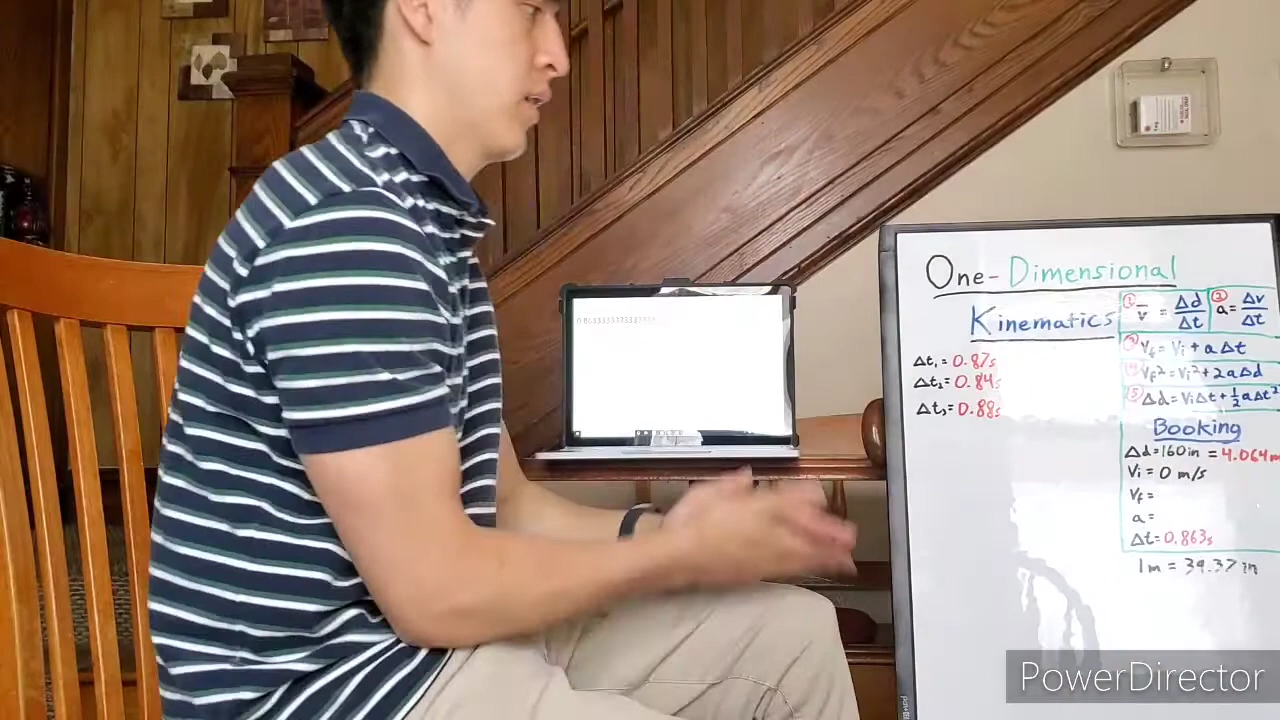 One-Dimensional
Kinematics
① v̅ = Δd/Δt
② a = Δv/Δt
③ Vf = Vi + aΔt
④ Vf² = Vi² + 2aΔd
⑤ Δd = ViΔt + ½aΔt²
Δt₁ = 0.87s
Δt₂ = 0.84s
Δt₃ = 0.88s
Booking
Δd = 160in = 4.064m
Vi = 0 m/s
Vf =
a =
Δt = 0.863s
1m = 39.37 in
PowerDirector